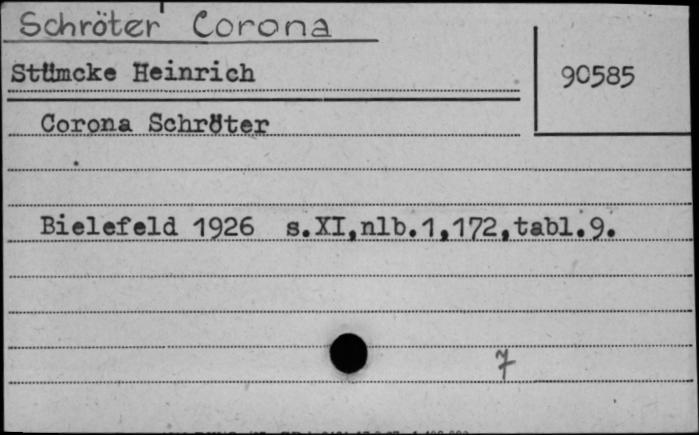 Schröter Corona
Stümcke Heinrich
90585
Corona Schröter
Bielefeld 1926 s.XI,nlb.1,172,tabl.9.
7